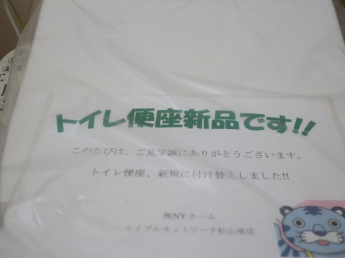 トイレ便座新品です!!
このたびは、ご見学誠にありがとうございます。
トイレ便座、新規に付け替えしました!!
㈱NYホーム
エイブルネットワーク松山南店